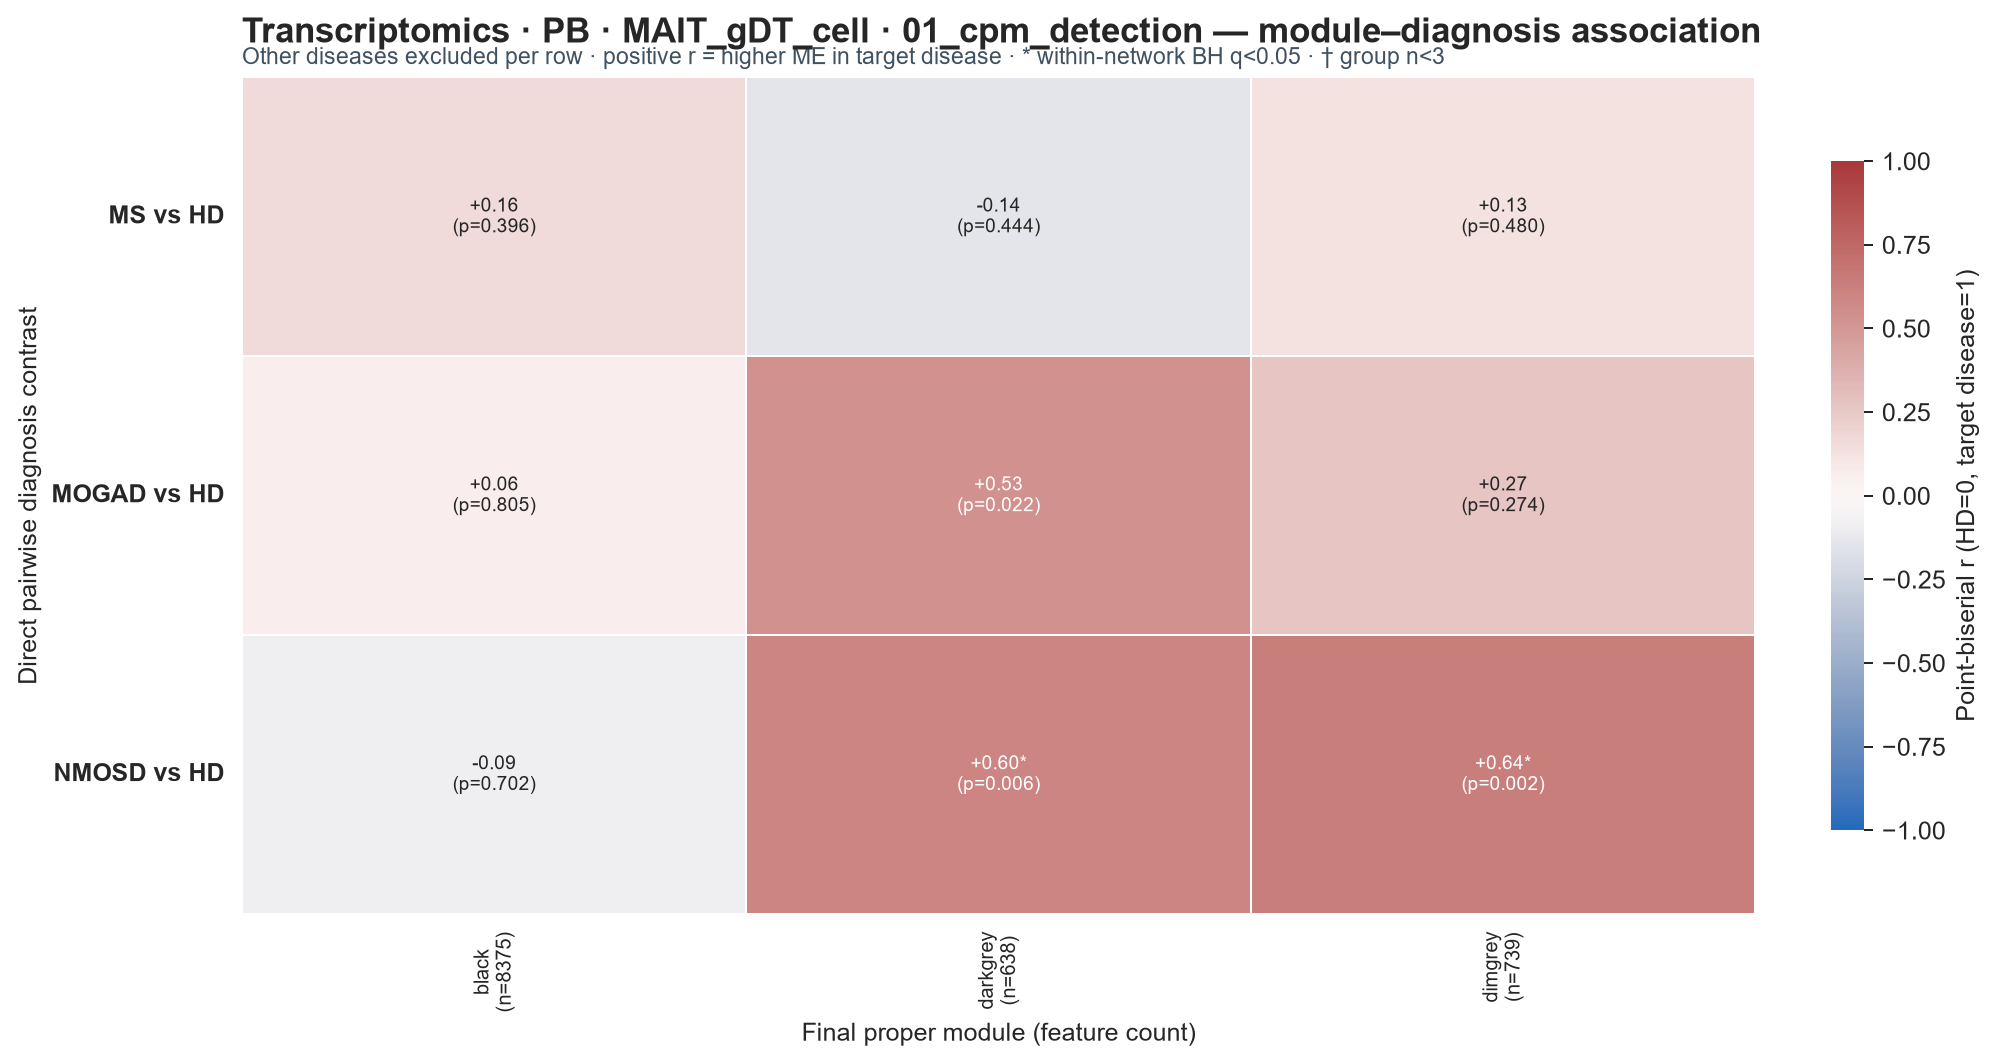 Transcriptomics · PB · MAIT_gDT_cell · 01_cpm_detection — module–diagnosis association
Other diseases excluded per row · positive r = higher ME in target disease · * within-network BH q<0.05 · † group n<3
Direct pairwise diagnosis contrast
MS vs HD
+0.16
(p=0.396)
-0.14
(p=0.444)
+0.13
(p=0.480)
MOGAD vs HD
+0.06
(p=0.805)
+0.53
(p=0.022)
+0.27
(p=0.274)
NMOSD vs HD
-0.09
(p=0.702)
+0.60*
(p=0.006)
+0.64*
(p=0.002)
black
(n=8375)
darkgrey
(n=638)
dimgrey
(n=739)
Final proper module (feature count)
1.00
0.75
0.50
0.25
0.00
−0.25
−0.50
−0.75
−1.00
Point-biserial r (HD=0, target disease=1)